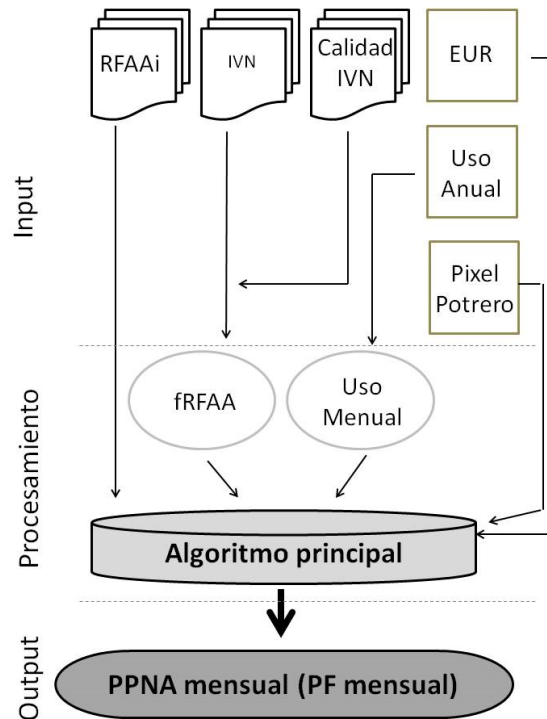 RFAAi
IVN
Calidad
IVN
EUR
Uso
Anual
Pixel
Potrero
Input
fRFAA
Uso
Menual
Procesamiento
Algoritmo principal
Output
PPNA mensual (PF mensual)